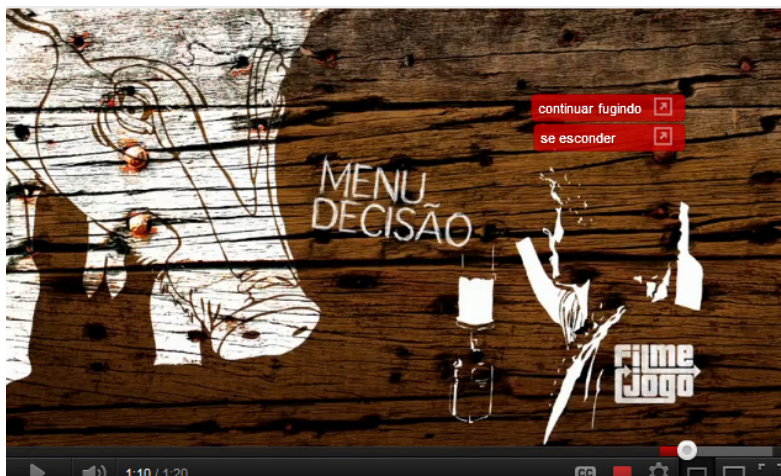 continuar fugindo
se esconder
MENU
DECISÃO
FILME
JOGO
1:10 / 1:20
CC